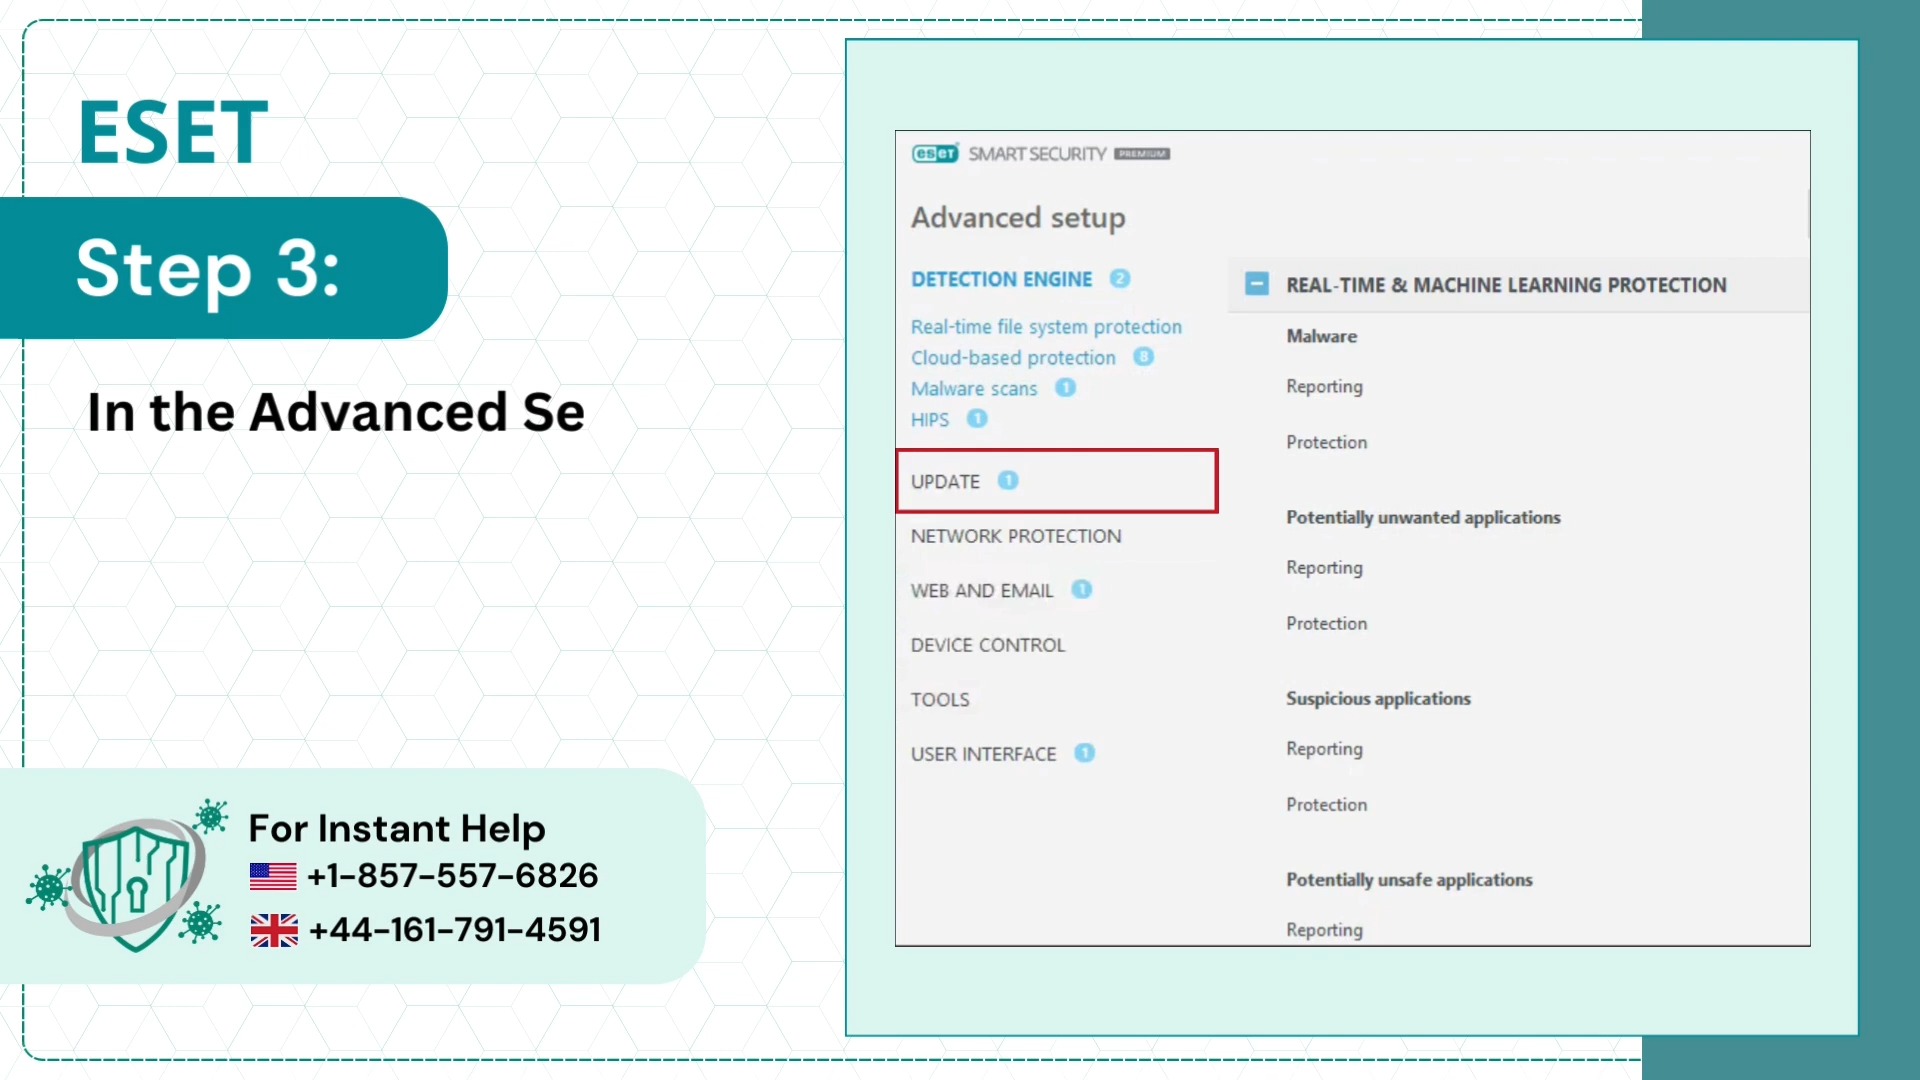 ESET
Step 3:
In the Advanced Se
For Instant Help
+1-857-557-6826
+44-161-791-4591
eset SMART SECURITY PREMIUM
Advanced setup
DETECTION ENGINE 2
Real-time file system protection
Cloud-based protection 8
Malware scans 1
HIPS 1
UPDATE 1
NETWORK PROTECTION
WEB AND EMAIL 1
DEVICE CONTROL
TOOLS
USER INTERFACE 1
REAL-TIME & MACHINE LEARNING PROTECTION
Malware
Reporting
Protection
Potentially unwanted applications
Reporting
Protection
Suspicious applications
Reporting
Protection
Potentially unsafe applications
Reporting